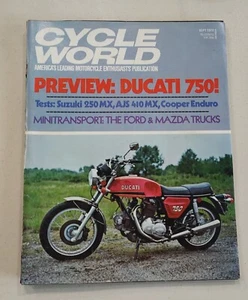 CYCLE
WORLD
AMERICA'S LEADING MOTORCYCLE ENTHUSIAST'S PUBLICATION
PREVIEW: DUCATI 750!
Tests: Suzuki 250 MX, AJS 410 MX, Cooper Enduro
MINITRANSPORT: THE FORD & MAZDA TRUCKS
DUCATI